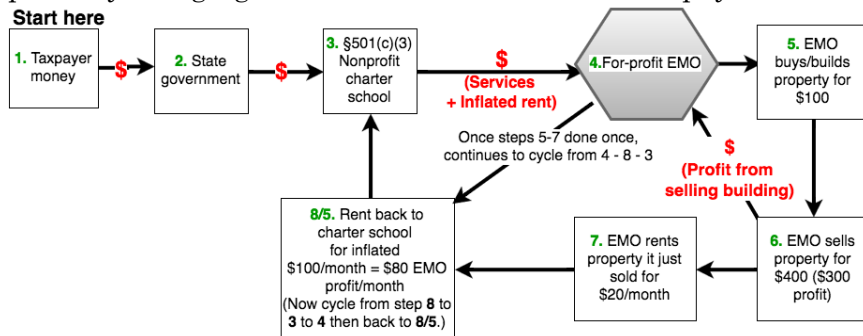 Start here
1. Taxpayer
money
$
2. State
government
$
3. §501(c)(3)
Nonprofit
charter
school
$
(Services
+ Inflated rent)
4.For-profit EMO
5. EMO
buys/builds
property for
$100
Once steps 5-7 done once,
continues to cycle from 4 - 8 - 3
$
(Profit from
selling building)
8/5. Rent back to
charter school
for inflated
$100/month = $80 EMO
profit/month
(Now cycle from step 8 to
3 to 4 then back to 8/5.)
7. EMO rents
property it just
sold for
$20/month
6. EMO sells
property for
$400 ($300
profit)